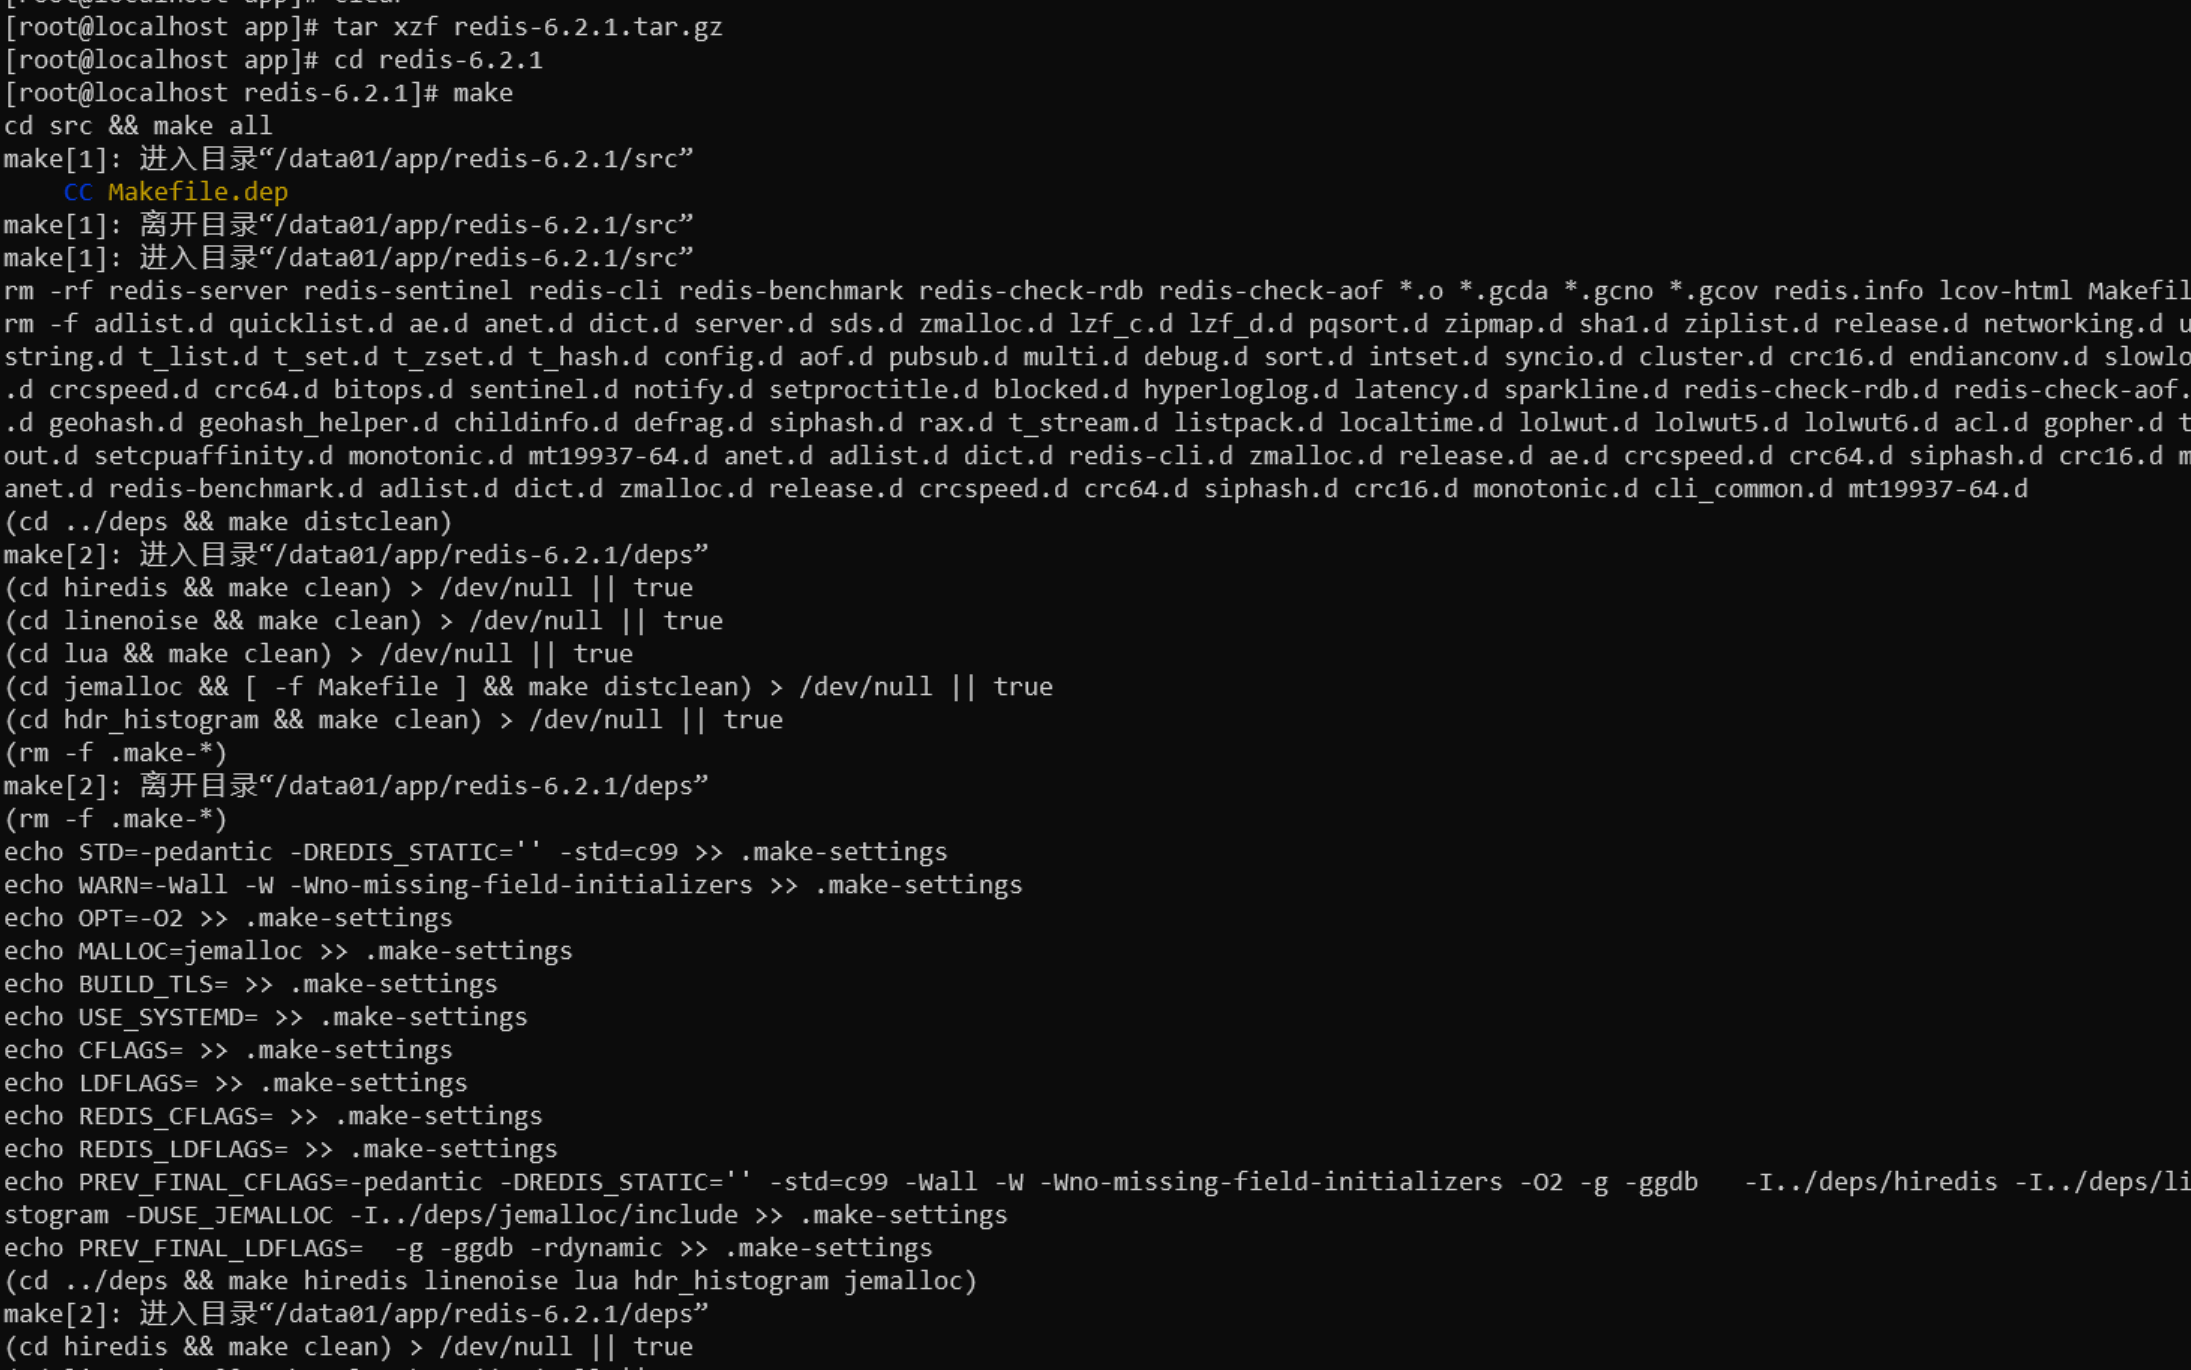 [root@localhost app]# clear
[root@localhost app]# tar xzf redis-6.2.1.tar.gz
[root@localhost app]# cd redis-6.2.1
[root@localhost redis-6.2.1]# make
cd src && make all
make[1]: 进入目录“/data01/app/redis-6.2.1/src”
    CC Makefile.dep
make[1]: 离开目录“/data01/app/redis-6.2.1/src”
make[1]: 进入目录“/data01/app/redis-6.2.1/src”
rm -rf redis-server redis-sentinel redis-cli redis-benchmark redis-check-rdb redis-check-aof *.o *.gcda *.gcno *.gcov redis.info lcov-html Makefil
rm -f adlist.d quicklist.d ae.d anet.d dict.d server.d sds.d zmalloc.d lzf_c.d lzf_d.d pqsort.d zipmap.d sha1.d ziplist.d release.d networking.d u
string.d t_list.d t_set.d t_zset.d t_hash.d config.d aof.d pubsub.d multi.d debug.d sort.d intset.d syncio.d cluster.d crc16.d endianconv.d slowlo
.d crcspeed.d crc64.d bitops.d sentinel.d notify.d setproctitle.d blocked.d hyperloglog.d latency.d sparkline.d redis-check-rdb.d redis-check-aof.
.d geohash.d geohash_helper.d childinfo.d defrag.d siphash.d rax.d t_stream.d listpack.d localtime.d lolwut.d lolwut5.d lolwut6.d acl.d gopher.d t
out.d setcpuaffinity.d monotonic.d mt19937-64.d anet.d adlist.d dict.d redis-cli.d zmalloc.d release.d ae.d crcspeed.d crc64.d siphash.d crc16.d m
anet.d redis-benchmark.d adlist.d dict.d zmalloc.d release.d crcspeed.d crc64.d siphash.d crc16.d monotonic.d cli_common.d mt19937-64.d
(cd ../deps && make distclean)
make[2]: 进入目录“/data01/app/redis-6.2.1/deps”
(cd hiredis && make clean) > /dev/null || true
(cd linenoise && make clean) > /dev/null || true
(cd lua && make clean) > /dev/null || true
(cd jemalloc && [ -f Makefile ] && make distclean) > /dev/null || true
(cd hdr_histogram && make clean) > /dev/null || true
(rm -f .make-*)
make[2]: 离开目录“/data01/app/redis-6.2.1/deps”
(rm -f .make-*)
echo STD=-pedantic -DREDIS_STATIC='' -std=c99 >> .make-settings
echo WARN=-Wall -W -Wno-missing-field-initializers >> .make-settings
echo OPT=-O2 >> .make-settings
echo MALLOC=jemalloc >> .make-settings
echo BUILD_TLS= >> .make-settings
echo USE_SYSTEMD= >> .make-settings
echo CFLAGS= >> .make-settings
echo LDFLAGS= >> .make-settings
echo REDIS_CFLAGS= >> .make-settings
echo REDIS_LDFLAGS= >> .make-settings
echo PREV_FINAL_CFLAGS=-pedantic -DREDIS_STATIC='' -std=c99 -Wall -W -Wno-missing-field-initializers -O2 -g -ggdb   -I../deps/hiredis -I../deps/li
stogram -DUSE_JEMALLOC -I../deps/jemalloc/include >> .make-settings
echo PREV_FINAL_LDFLAGS=  -g -ggdb -rdynamic >> .make-settings
(cd ../deps && make hiredis linenoise lua hdr_histogram jemalloc)
make[2]: 进入目录“/data01/app/redis-6.2.1/deps”
(cd hiredis && make clean) > /dev/null || true